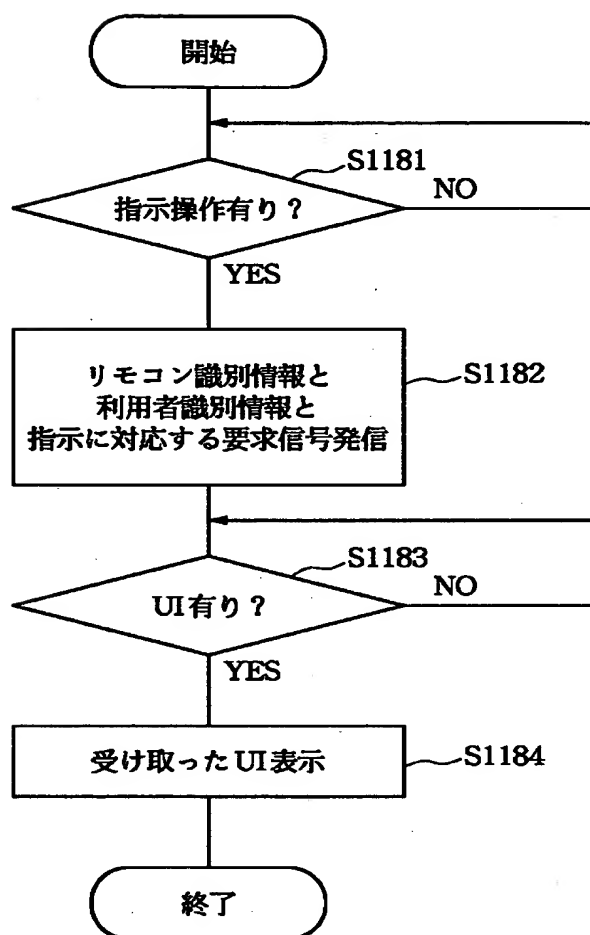 開始
S1181
指示操作有り？
NO
YES
リモコン識別情報と
利用者識別情報と
指示に対応する要求信号発信
S1182
S1183
UI有り？
NO
YES
受け取ったUI表示
S1184
終了